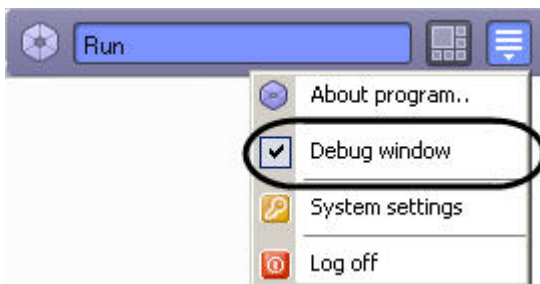 Run
About program..
Debug window
System settings
Log off